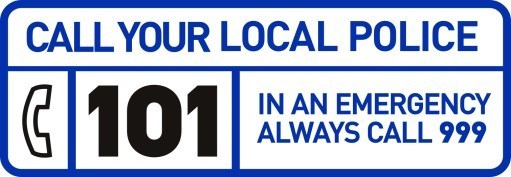 CALL YOUR LOCAL POLICE
101
IN AN EMERGENCY
ALWAYS CALL 999